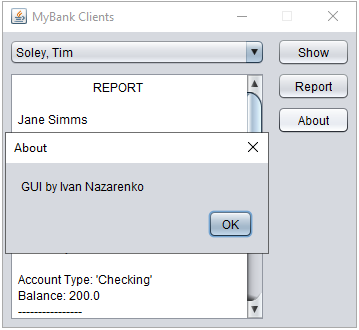 MyBank Clients
Soley, Tim
Show
REPORT
Report
Jane Simms
About
About
GUI by Ivan Nazarenko
OK
Account Type: 'Checking'
Balance: 200.0
----------------